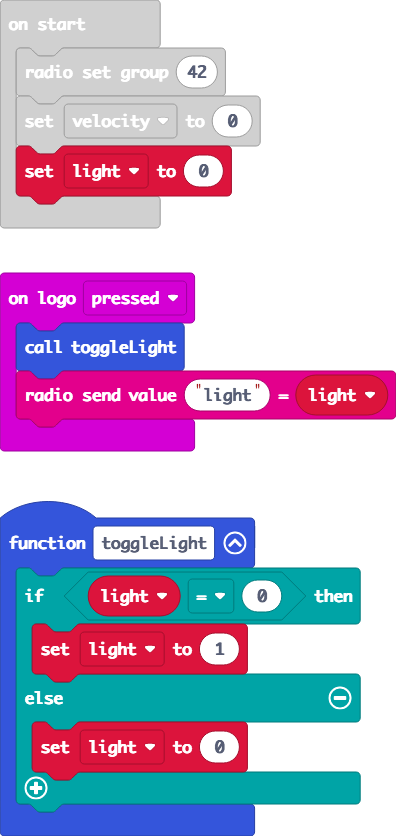 on start
radio set group 42
set velocity to 0
set light to 0
on logo pressed
call toggleLight
radio send value "light" = light
function toggleLight
if light = 0 then
set light to 1
else
set light to 0